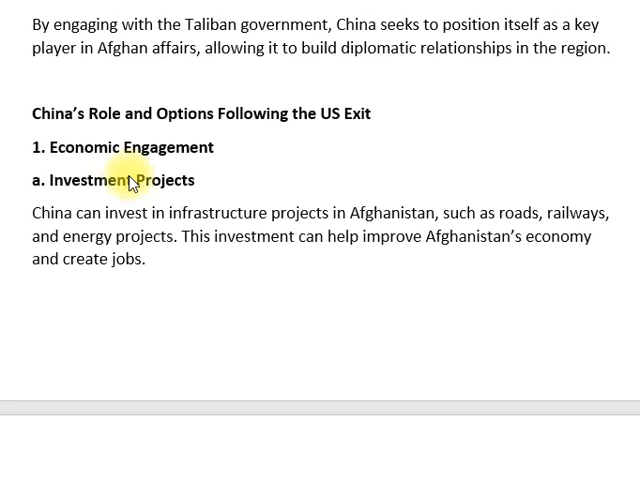 By engaging with the Taliban government, China seeks to position itself as a key
player in Afghan affairs, allowing it to build diplomatic relationships in the region.
China’s Role and Options Following the US Exit
1. Economic Engagement
a. Investment Projects
China can invest in infrastructure projects in Afghanistan, such as roads, railways,
and energy projects. This investment can help improve Afghanistan’s economy
and create jobs.